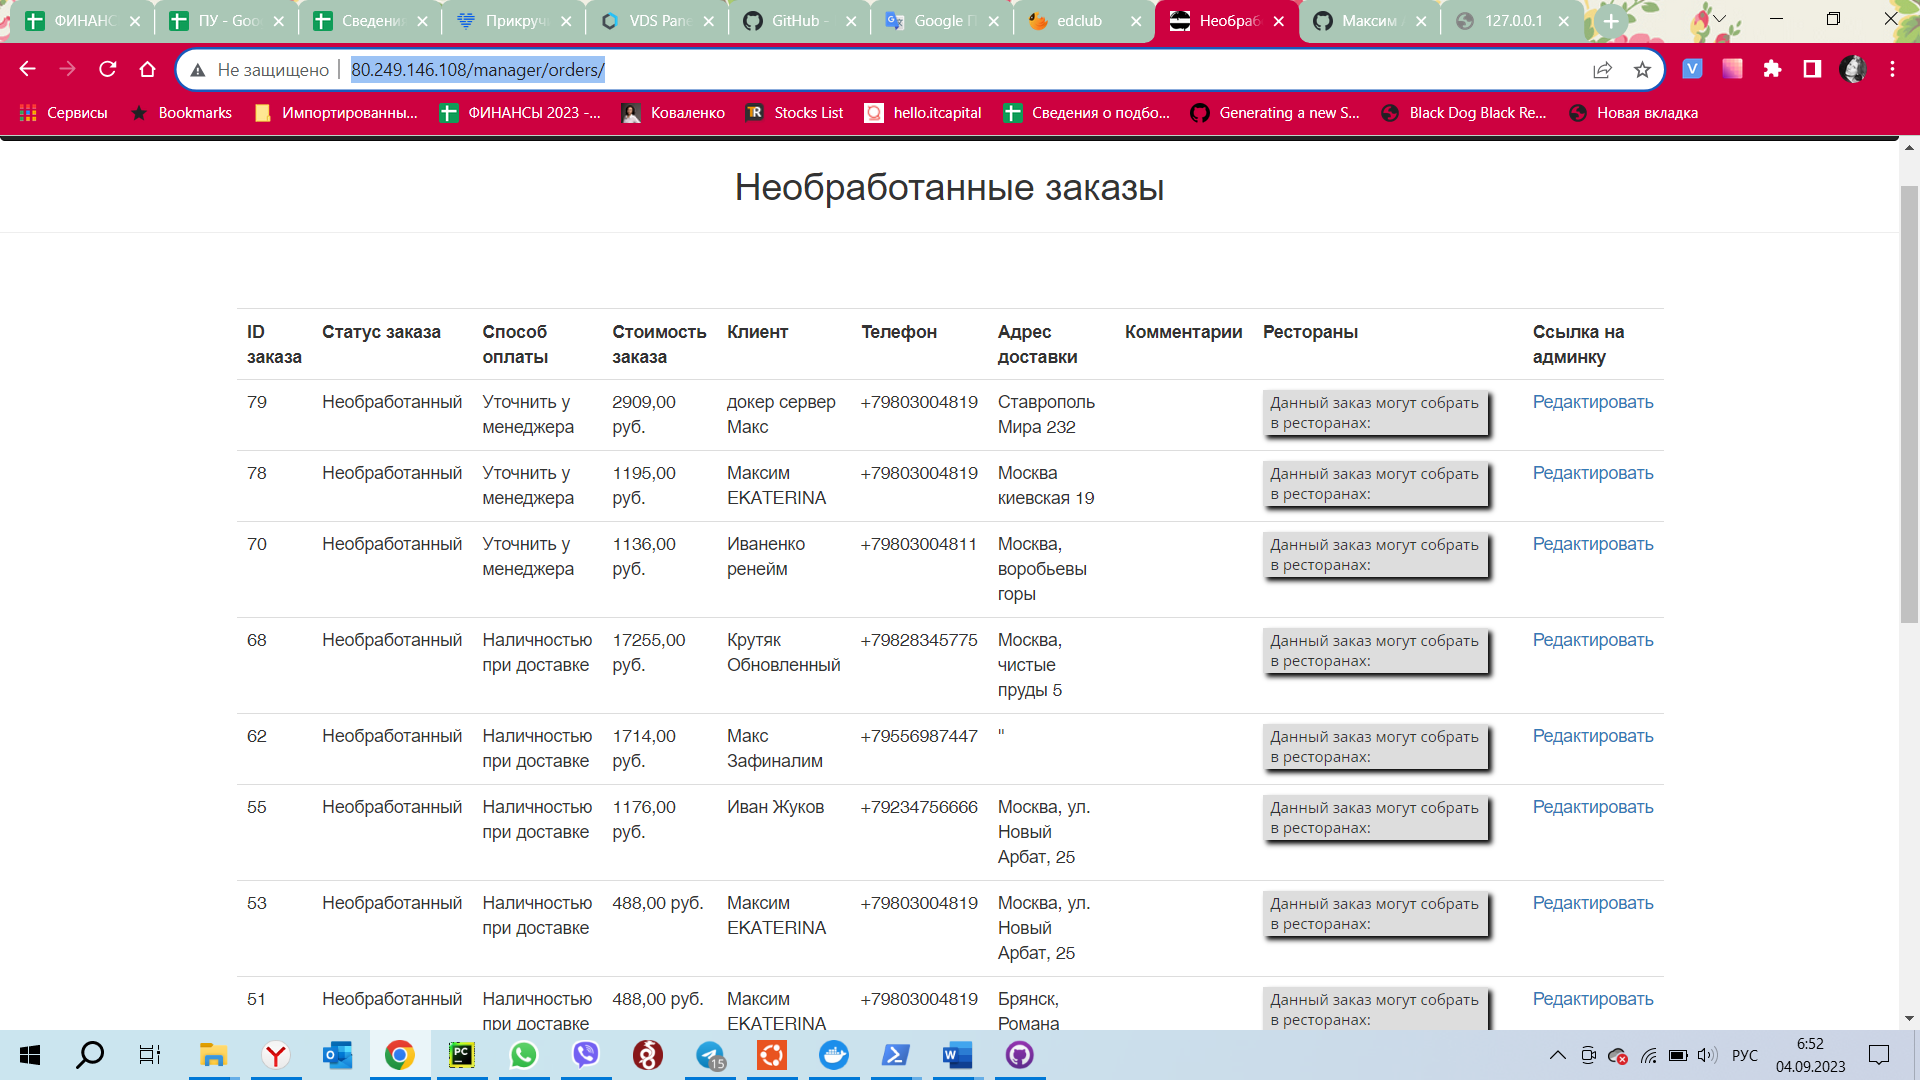 ФИНАНС
ПУ - Goo
Сведени
Прикруч
VDS Pane
GitHub -
Google П
edclub
Необраб
Максим
127.0.0.1
Не защищено
80.249.146.108/manager/orders/
Сервисы
Bookmarks
Импортированны...
ФИНАНСЫ 2023 -...
Коваленко
Stocks List
hello.itcapital
Сведения о подбо...
Generating a new S...
Black Dog Black Re...
Новая вкладка
Необработанные заказы
ID заказа
Статус заказа
Способ оплаты
Стоимость заказа
Клиент
Телефон
Адрес доставки
Комментарии
Рестораны
Ссылка на админку
79
Необработанный
Уточнить у
менеджера
2909,00
руб.
докер сервер
Макс
+79803004819
Ставрополь
Мира 232
Данный заказ могут собрать
в ресторанах:
Редактировать
78
Необработанный
Уточнить у
менеджера
1195,00
руб.
Максим
EKATERINA
+79803004819
Москва
киевская 19
Данный заказ могут собрать
в ресторанах:
Редактировать
70
Необработанный
Уточнить у
менеджера
1136,00
руб.
Иваненко
ренейм
+79803004811
Москва,
воробьевы
горы
Данный заказ могут собрать
в ресторанах:
Редактировать
68
Необработанный
Наличностью
при доставке
17255,00
руб.
Крутяк
Обновленный
+79828345775
Москва,
чистые
пруды 5
Данный заказ могут собрать
в ресторанах:
Редактировать
62
Необработанный
Наличностью
при доставке
1714,00
руб.
Макс
Зафиналим
+79556987447
"
Данный заказ могут собрать
в ресторанах:
Редактировать
55
Необработанный
Наличностью
при доставке
1176,00
руб.
Иван Жуков
+79234756666
Москва, ул.
Новый
Арбат, 25
Данный заказ могут собрать
в ресторанах:
Редактировать
53
Необработанный
Наличностью
при доставке
488,00 руб.
Максим
EKATERINA
+79803004819
Москва, ул.
Новый
Арбат, 25
Данный заказ могут собрать
в ресторанах:
Редактировать
51
Необработанный
Наличностью
при доставке
488,00 руб.
Максим
EKATERINA
+79803004819
Брянск,
Романа
Данный заказ могут собрать
в ресторанах:
Редактировать
15
РУС
6:52
04.09.2023